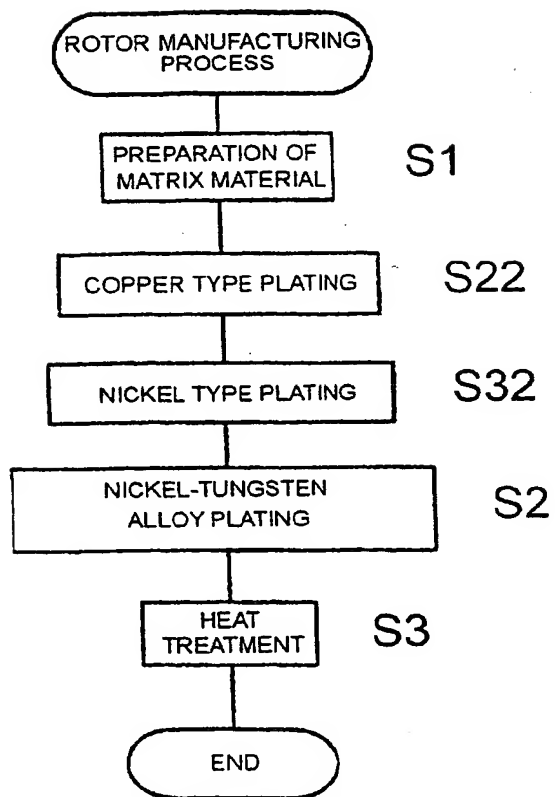 ROTOR MANUFACTURING
PROCESS
PREPARATION OF
MATRIX MATERIAL
S1
COPPER TYPE PLATING
S22
NICKEL TYPE PLATING
S32
NICKEL-TUNGSTEN
ALLOY PLATING
S2
HEAT
TREATMENT
S3
END